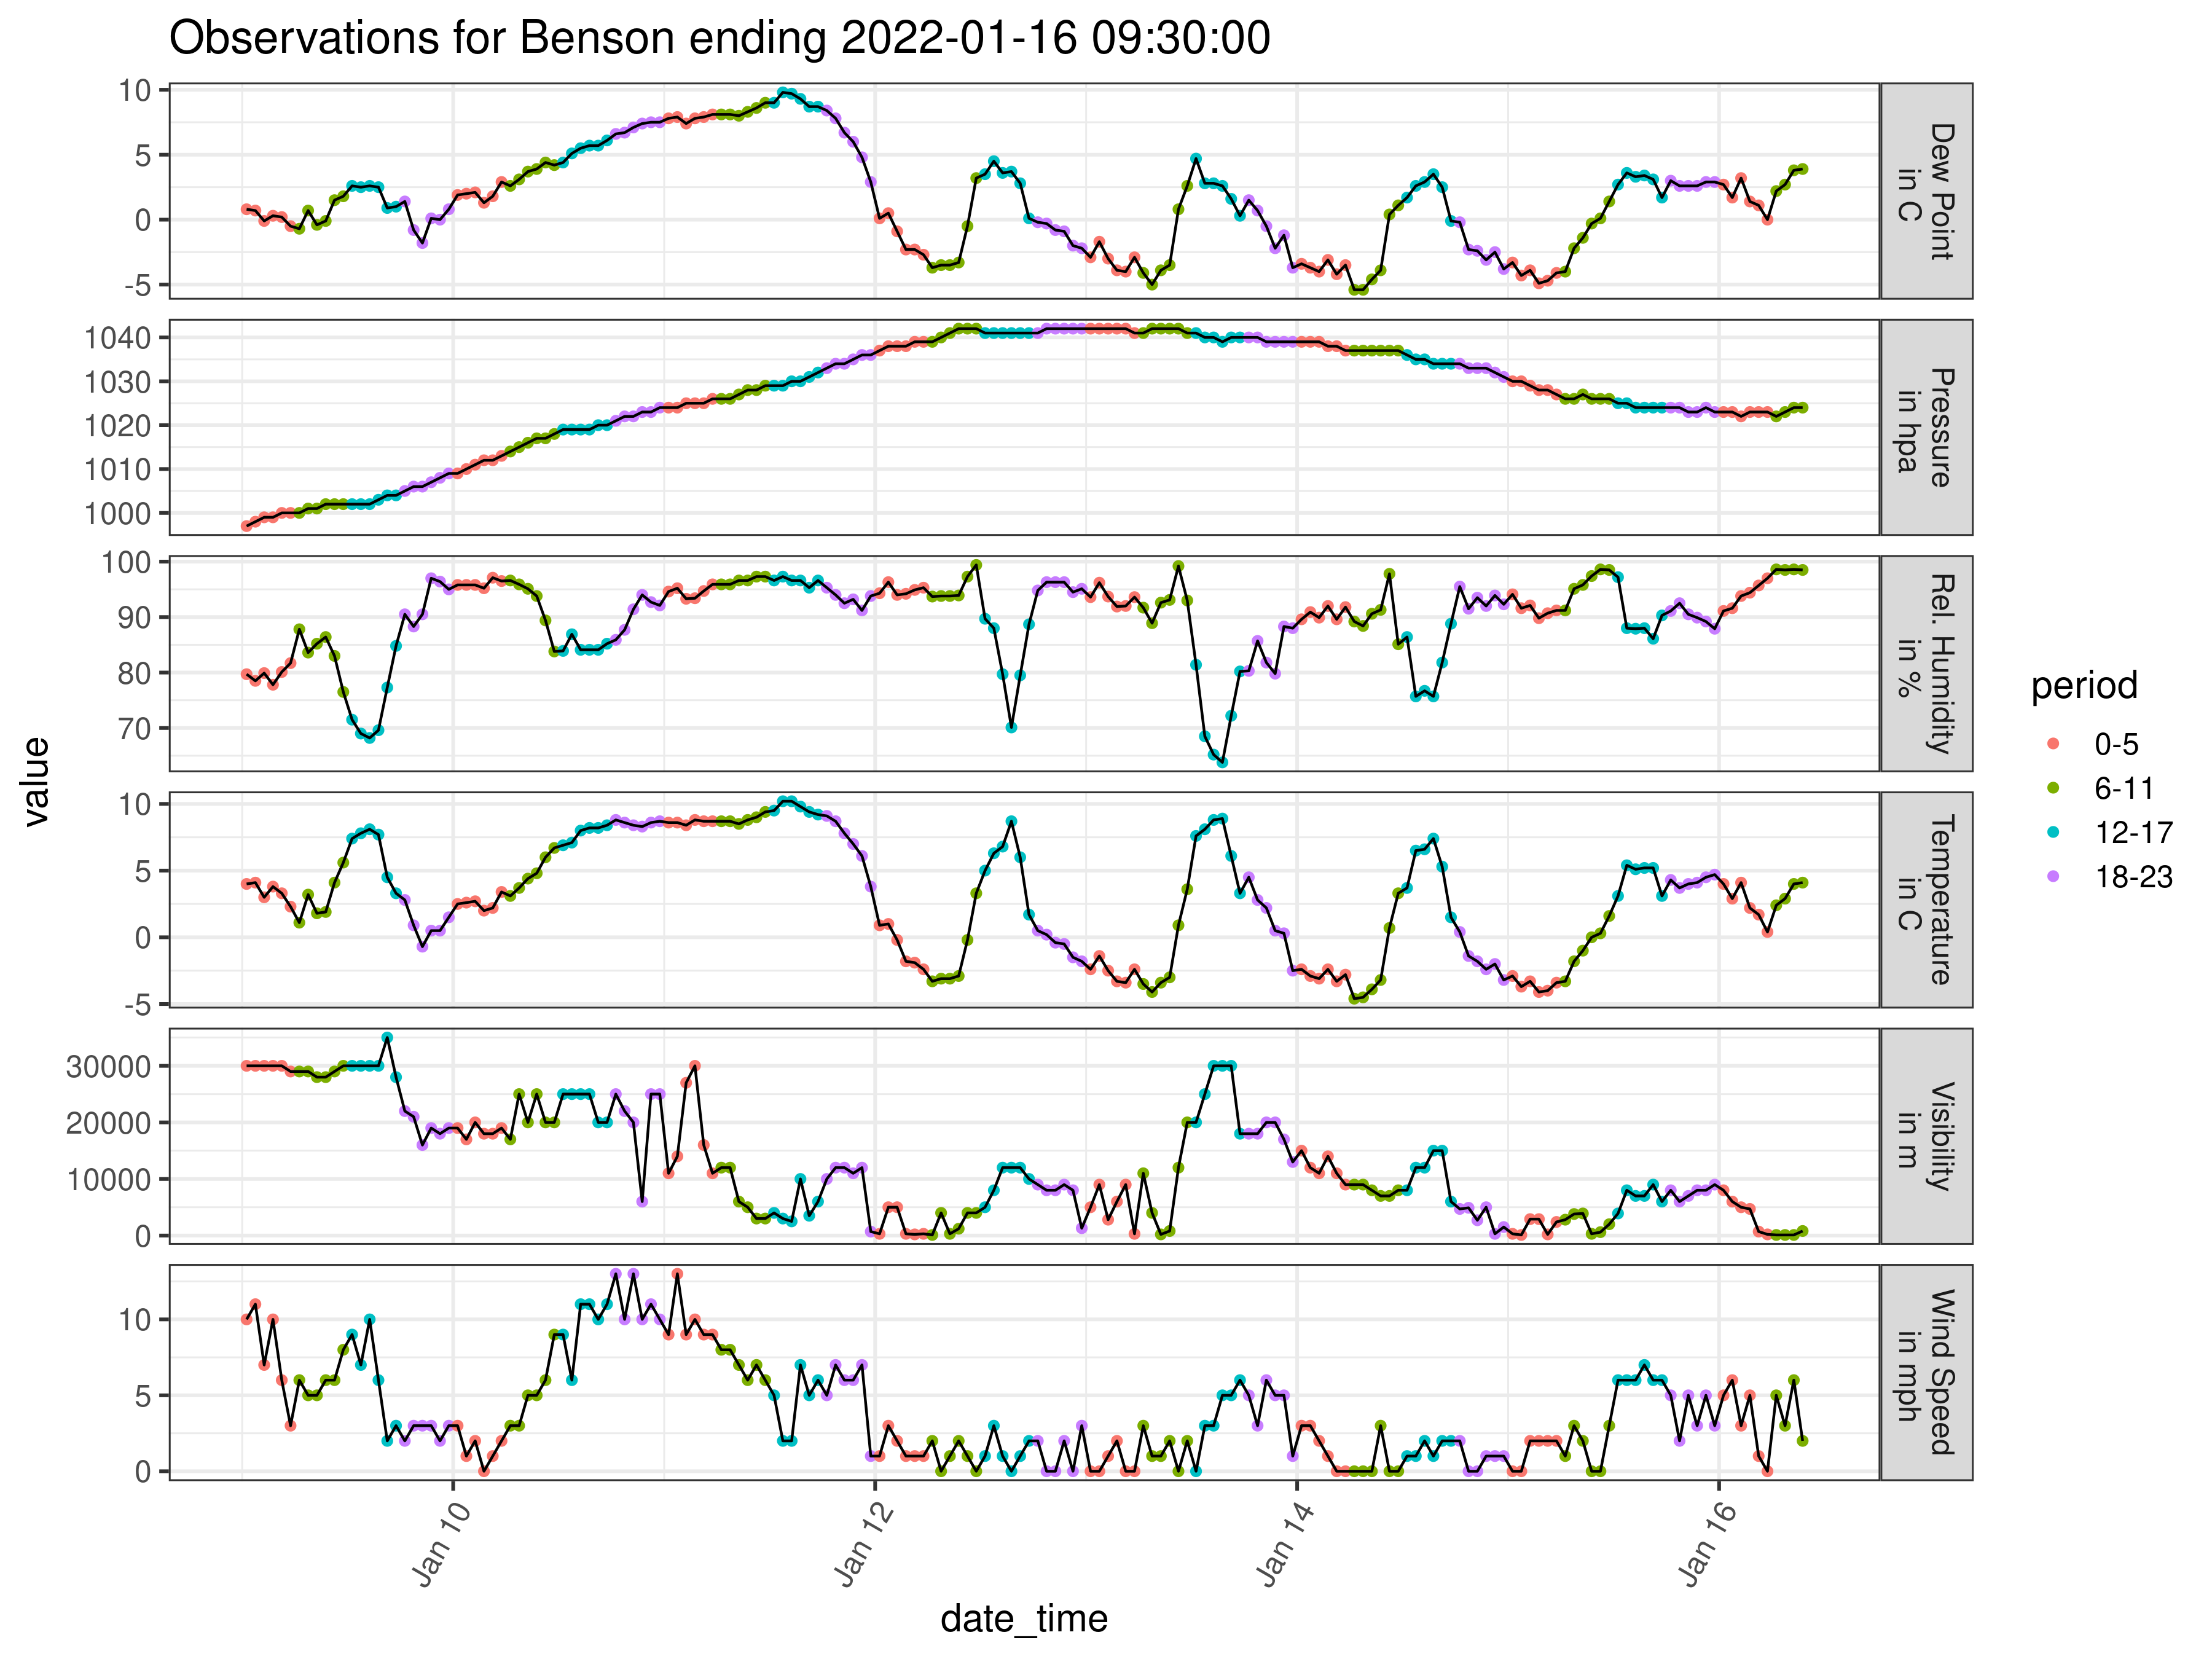 Observations for Benson ending 2022-01-16 09:30:00
value
10
5
0
-5
Dew Point
in C
1040
1030
1020
1010
1000
Pressure
in hpa
100
90
80
70
Rel. Humidity
in %
10
5
0
-5
Temperature
in C
30000
20000
10000
0
Visibility
in m
10
5
0
Wind Speed
in mph
Jan 10
Jan 12
Jan 14
Jan 16
date_time
period
0-5
6-11
12-17
18-23